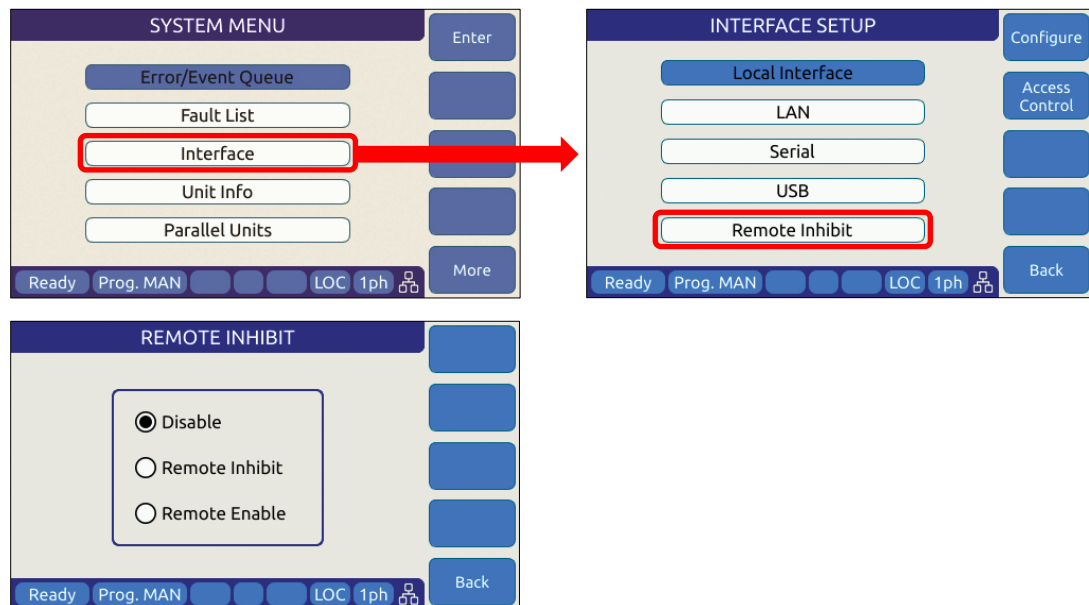 SYSTEM MENU
Enter
Error/Event Queue
Fault List
Interface
Unit Info
Parallel Units
More
Ready Prog. MAN LOC 1ph
INTERFACE SETUP
Configure
Local Interface
Access
Control
LAN
Serial
USB
Remote Inhibit
Back
Ready Prog. MAN LOC 1ph
REMOTE INHIBIT
Disable
Remote Inhibit
Remote Enable
Back
Ready Prog. MAN LOC 1ph